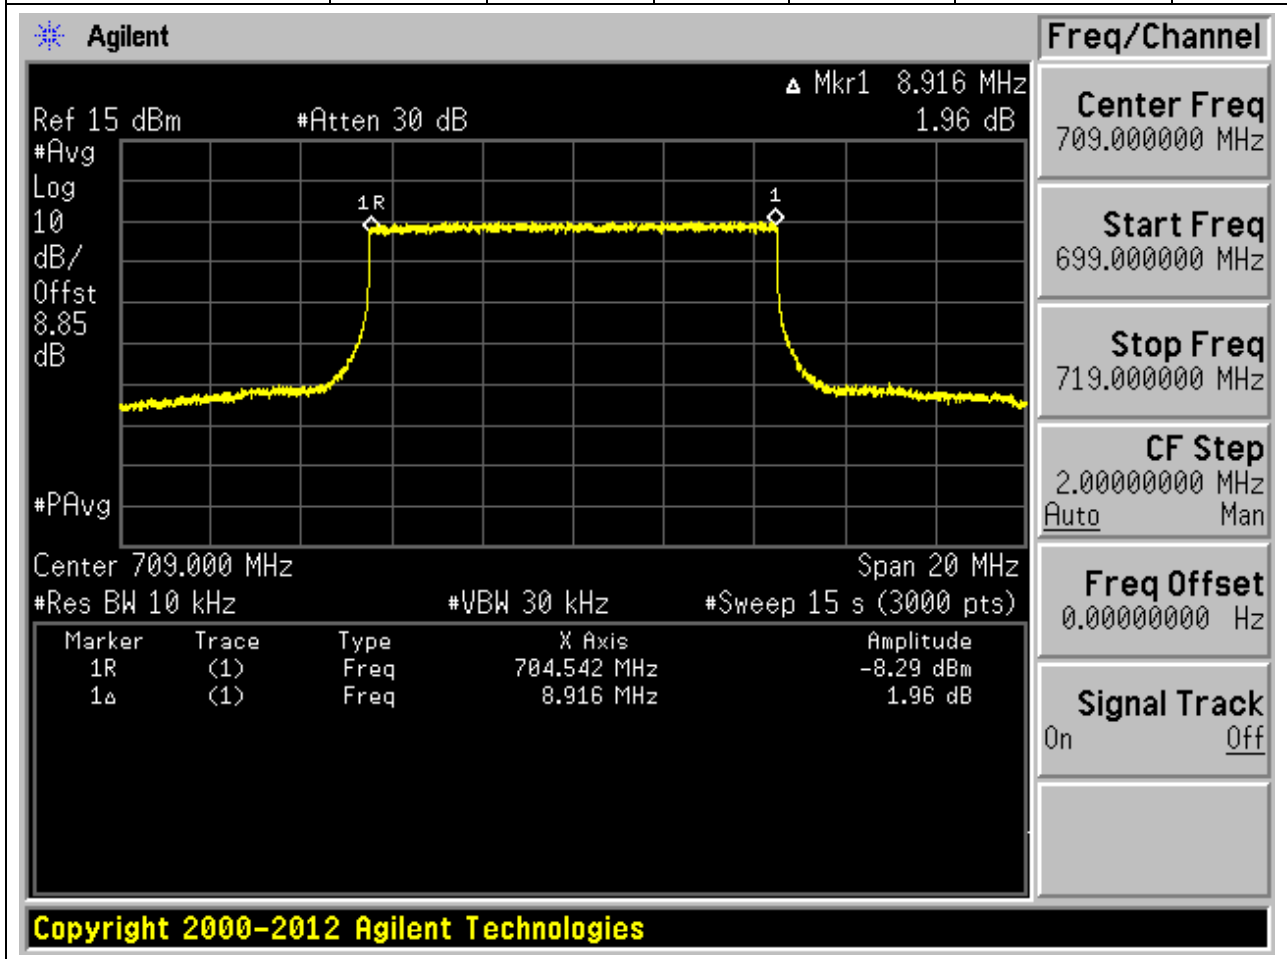 Agilent
Freq/Channel
Δ Mkr1 8.916 MHz
Ref 15 dBm #Atten 30 dB 1.96 dB
#Avg
Log
10
dB/
Offst
8.85
dB
#PAvg
1R
1
Center 709.000 MHz Span 20 MHz
#Res BW 10 kHz #VBW 30 kHz #Sweep 15 s (3000 pts)
Marker Trace Type X Axis Amplitude
1R (1) Freq 704.542 MHz -8.29 dBm
1Δ (1) Freq 8.916 MHz 1.96 dB
Center Freq
709.000000 MHz
Start Freq
699.000000 MHz
Stop Freq
719.000000 MHz
CF Step
2.00000000 MHz
Auto Man
Freq Offset
0.00000000 Hz
Signal Track
On Off
Copyright 2000-2012 Agilent Technologies